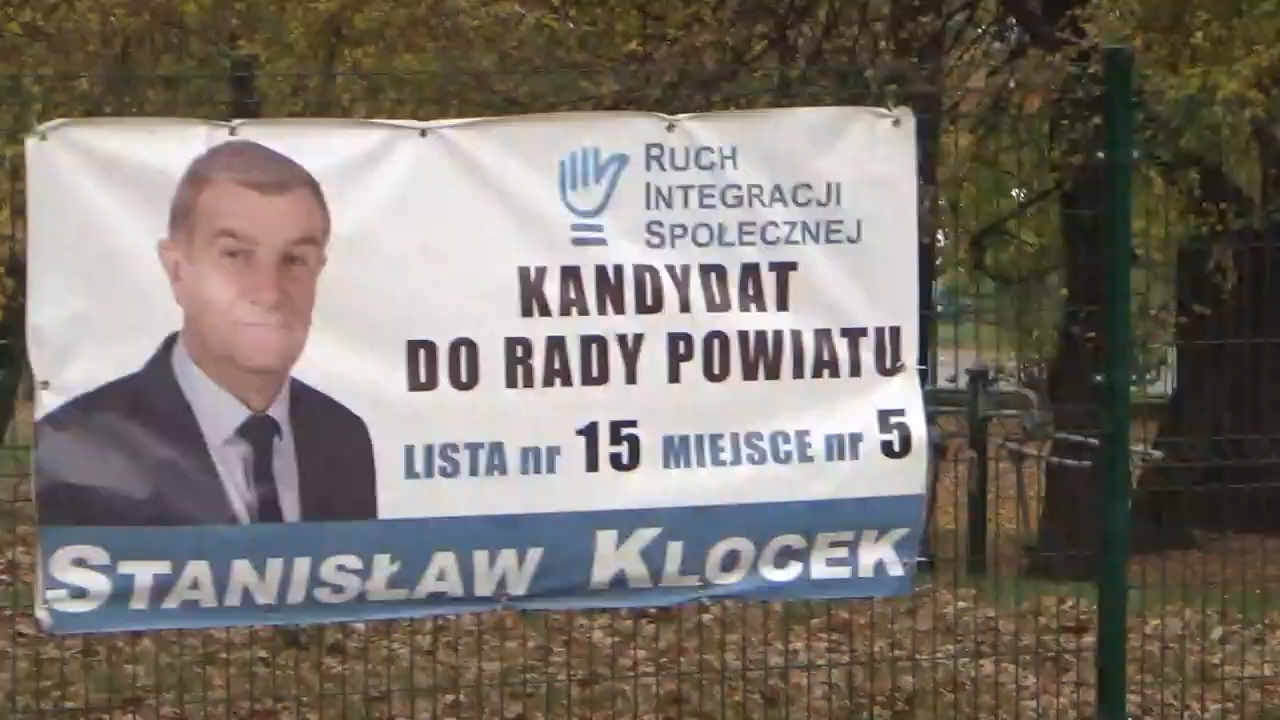 RUCH
INTEGRACJI
SPOŁECZNEJ
KANDYDAT
DO RADY POWIATU
LISTA nr 15 MIEJSCE nr 5
STANISŁAW KLOCEK